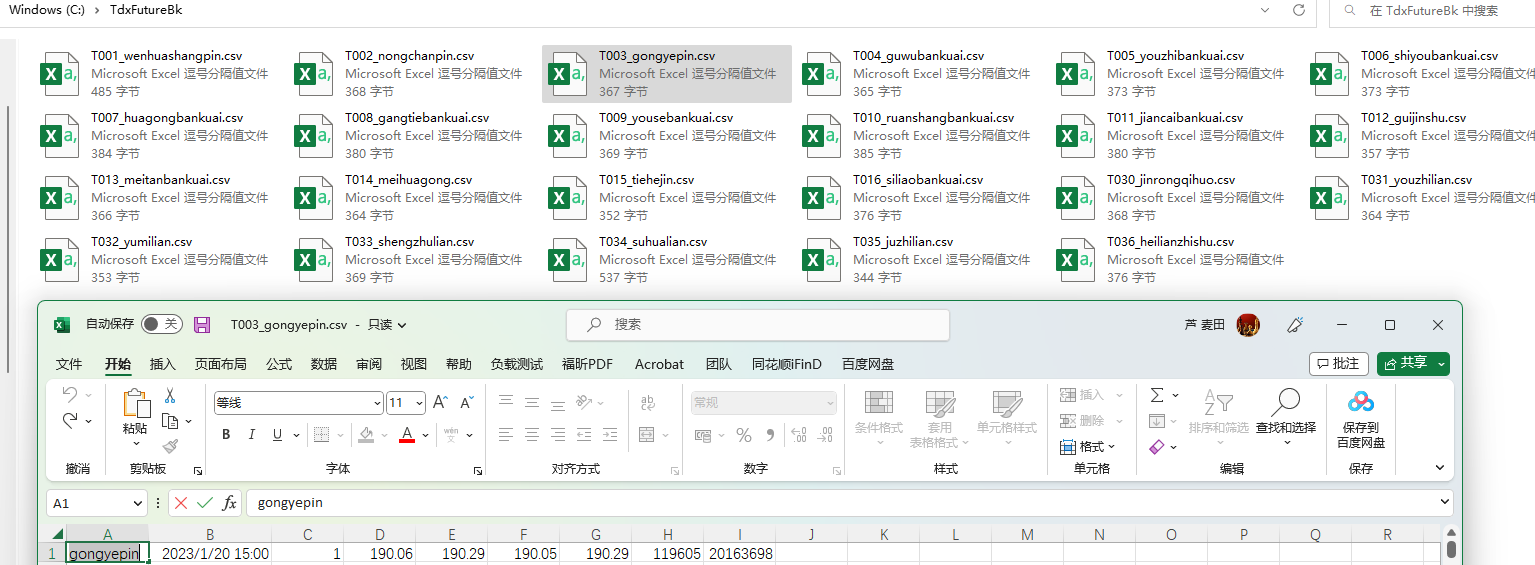 Windows (C:) › TdxFutureBk
在 TdxFutureBk 中搜索
T001_wenhuashangpin.csv
Microsoft Excel 逗号分隔值文件
485 字节
T002_nongchanpin.csv
Microsoft Excel 逗号分隔值文件
368 字节
T003_gongyepin.csv
Microsoft Excel 逗号分隔值文件
367 字节
T004_guwubankuai.csv
Microsoft Excel 逗号分隔值文件
365 字节
T005_youzhibankuai.csv
Microsoft Excel 逗号分隔值文件
373 字节
T006_shiyoubankuai.csv
Microsoft Excel 逗号分隔值文件
373 字节
T007_huagongbankuai.csv
Microsoft Excel 逗号分隔值文件
384 字节
T008_gangtiebankuai.csv
Microsoft Excel 逗号分隔值文件
380 字节
T009_yousebankuai.csv
Microsoft Excel 逗号分隔值文件
369 字节
T010_ruanshangbankuai.csv
Microsoft Excel 逗号分隔值文件
385 字节
T011_jiancaibankuai.csv
Microsoft Excel 逗号分隔值文件
380 字节
T012_guijinshu.csv
Microsoft Excel 逗号分隔值文件
357 字节
T013_meitanbankuai.csv
Microsoft Excel 逗号分隔值文件
366 字节
T014_meihuagong.csv
Microsoft Excel 逗号分隔值文件
364 字节
T015_tiehejin.csv
Microsoft Excel 逗号分隔值文件
352 字节
T016_siliaobankuai.csv
Microsoft Excel 逗号分隔值文件
376 字节
T030_jinrongqihuo.csv
Microsoft Excel 逗号分隔值文件
368 字节
T031_youzhilian.csv
Microsoft Excel 逗号分隔值文件
364 字节
T032_yumilian.csv
Microsoft Excel 逗号分隔值文件
353 字节
T033_shengzhulian.csv
Microsoft Excel 逗号分隔值文件
369 字节
T034_suhualian.csv
Microsoft Excel 逗号分隔值文件
537 字节
T035_juzhilian.csv
Microsoft Excel 逗号分隔值文件
344 字节
T036_heilianzhishu.csv
Microsoft Excel 逗号分隔值文件
376 字节
自动保存 关 T003_gongyepin.csv - 只读 搜索 芦 麦田
文件 开始 插入 页面布局 公式 数据 审阅 视图 帮助 负载测试 福昕PDF Acrobat 团队 同花顺iFinD 百度网盘 批注 共享
粘贴
等线 11
B I U A wén 文
ab
常规
% 
条件格式
套用
表格格式
单元格样式
插入
删除
格式
排序和筛选
查找和选择
保存到
百度网盘
撤消 剪贴板 字体 对齐方式 数字 样式 单元格 编辑 保存
A1 fx gongyepin
A B C D E F G H I J K L M N O P Q R
1 gongyepin 2023/1/20 15:00 1 190.06 190.29 190.05 190.29 119605 20163698